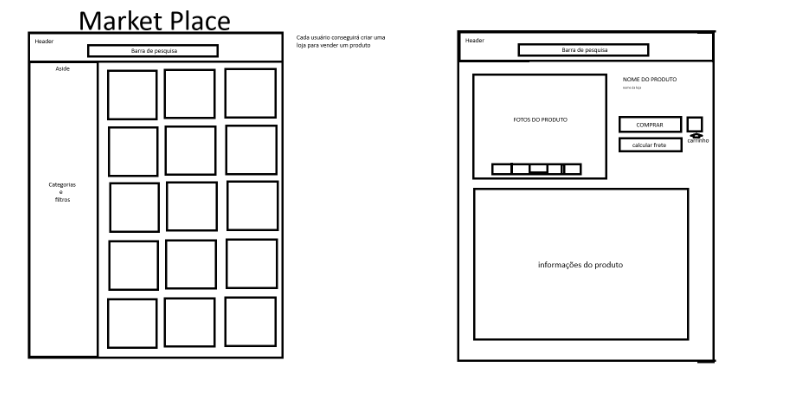 Market Place
Header
Barra de pesquisa
Aside
Categorias
e
filtros
Cada usuário conseguirá criar uma
loja para vender um produto
Header
Barra de pesquisa
FOTOS DO PRODUTO
NOME DO PRODUTO
COMPRAR
carrinho
calcular frete
informações do produto